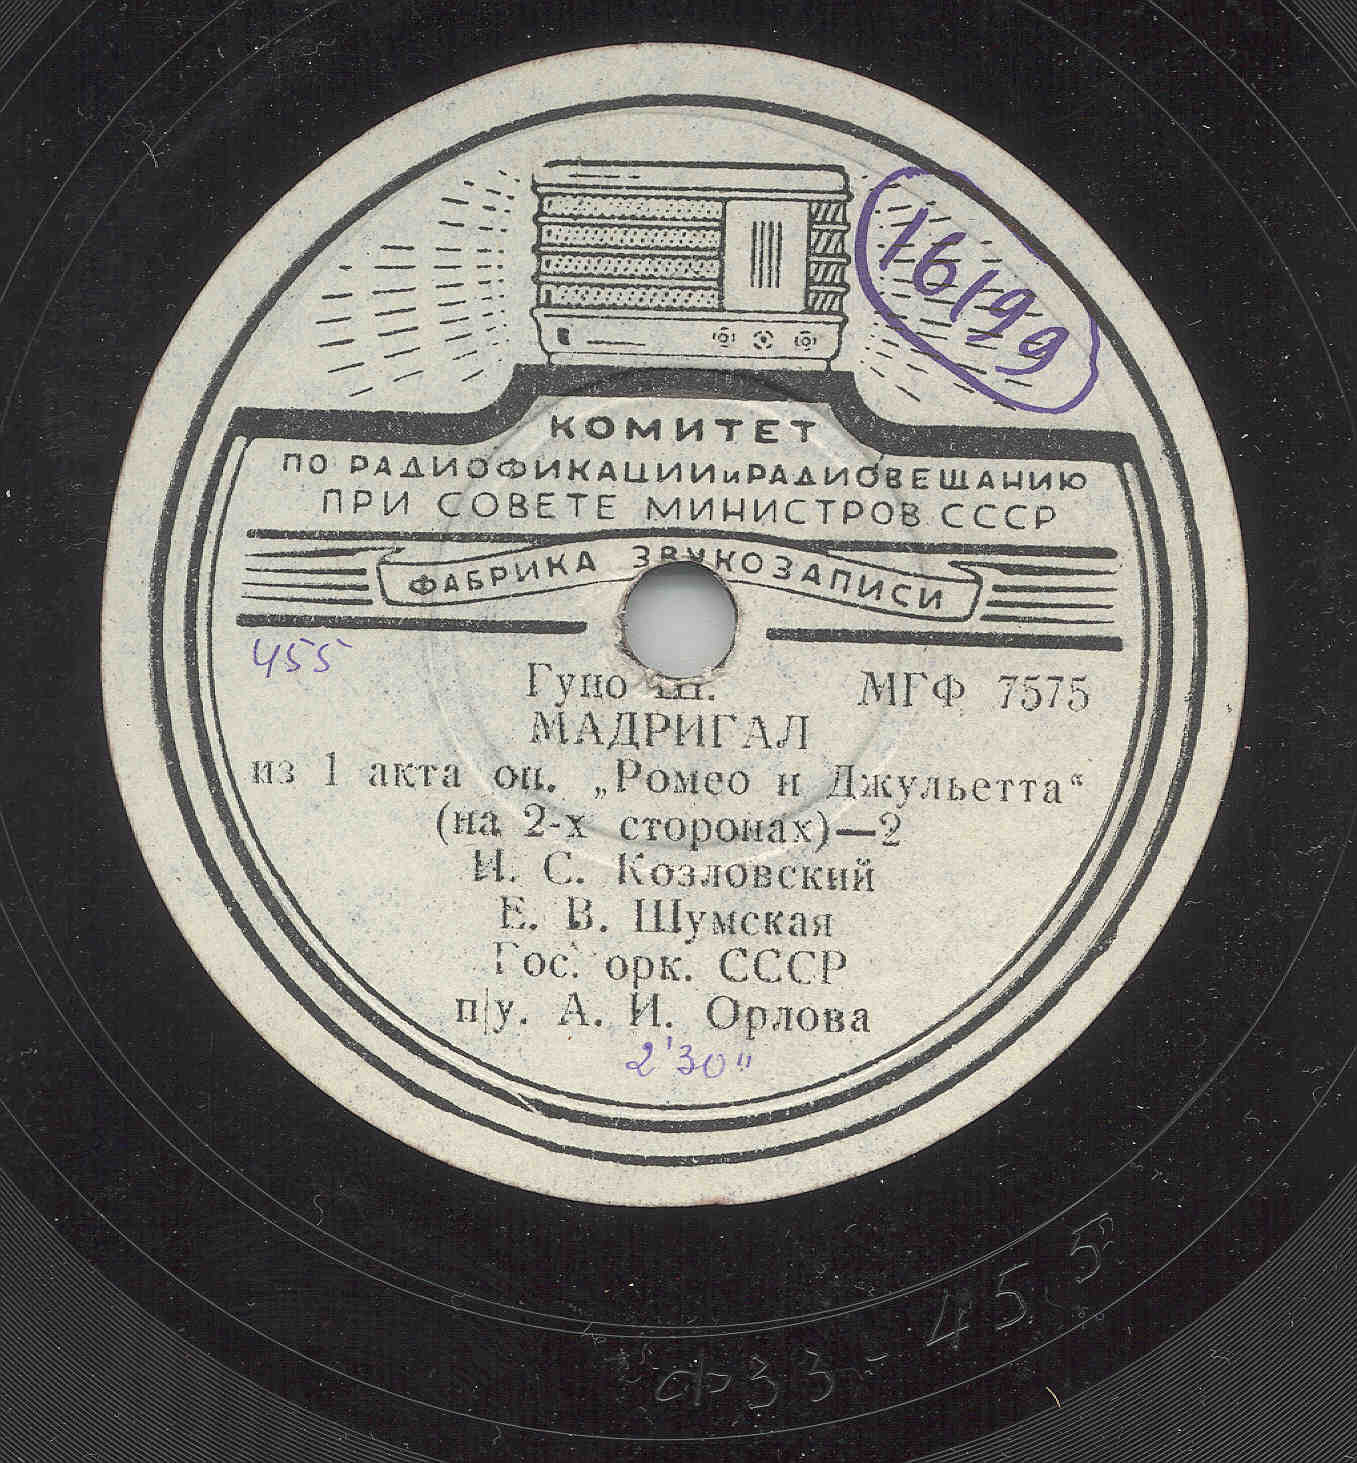 16199
КОМИТЕТ
ПО РАДИОФИКАЦИИ и РАДИОВЕЩАНИЮ
ПРИ СОВЕТЕ МИНИСТРОВ СССР
ФАБРИКА ЗВУКОЗАПИСИ
455
Гуно Ш. МГФ 7575
МАДРИГАЛ
из 1 акта оп. „Ромео и Джульетта“
(на 2-х сторонах)—2
И. С. Козловский
Е. В. Шумская
Гос. орк. СССР
п/у. А. И. Орлова
2'30"
Ф33-455